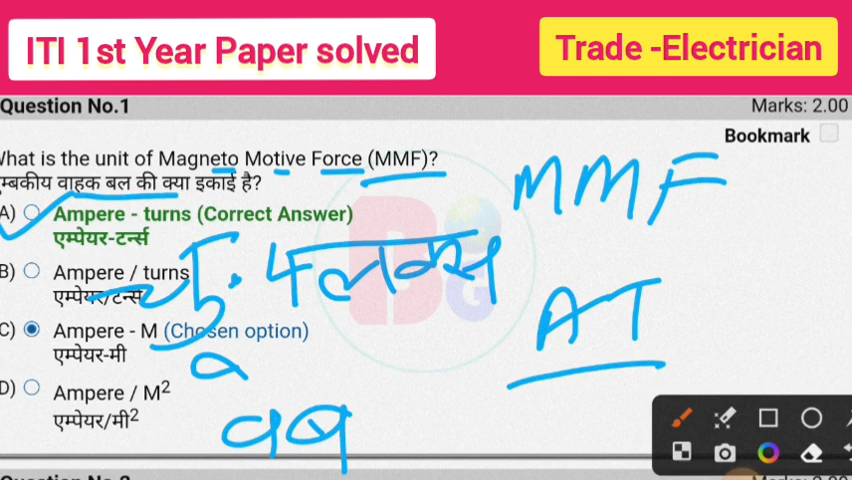 ITI 1st Year Paper solved
Trade -Electrician
Question No.1
Marks: 2.00
Bookmark
What is the unit of Magneto Motive Force (MMF)?
चुम्बकीय वाहक बल की क्या इकाई है?
MMF
A) Ampere - turns (Correct Answer)
एम्पेयर-टर्न्स
B) Ampere / turns
एम्पेयर/टर्न्स
AT
C) Ampere - M (Chosen option)
एम्पेयर-मी
D) Ampere / M²
एम्पेयर/मी²